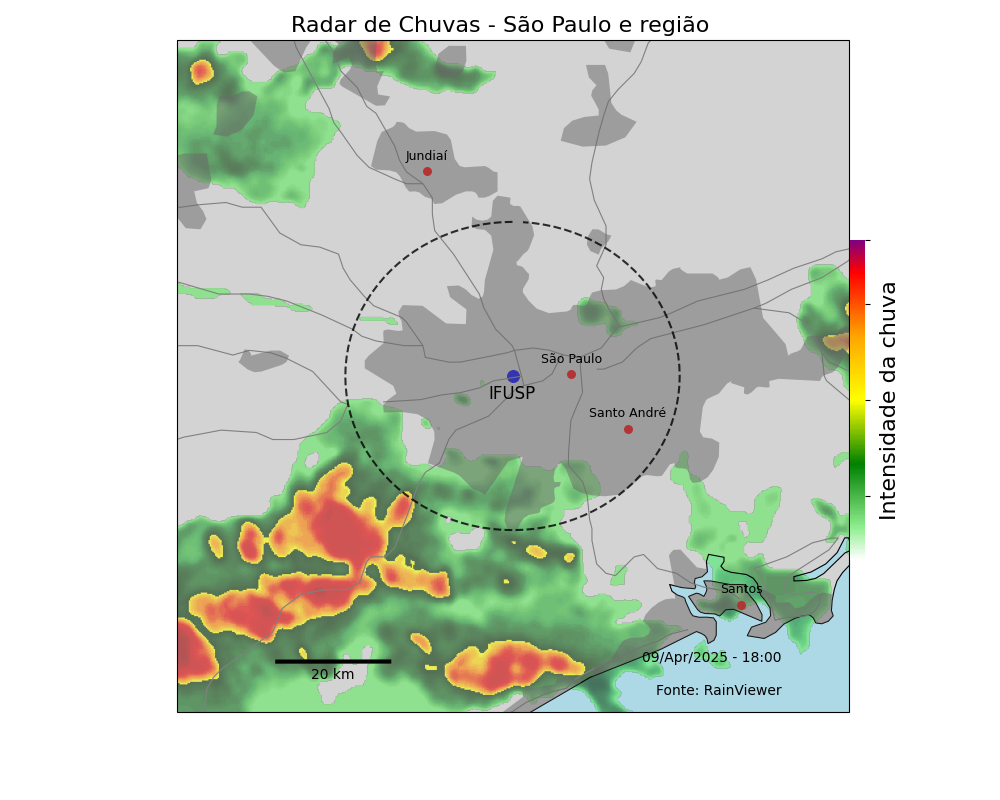 Radar de Chuvas - São Paulo e região
Jundiaí
São Paulo
IFUSP
Santo André
Intensidade da chuva
Santos
09/Apr/2025 - 18:00
20 km
Fonte: RainViewer